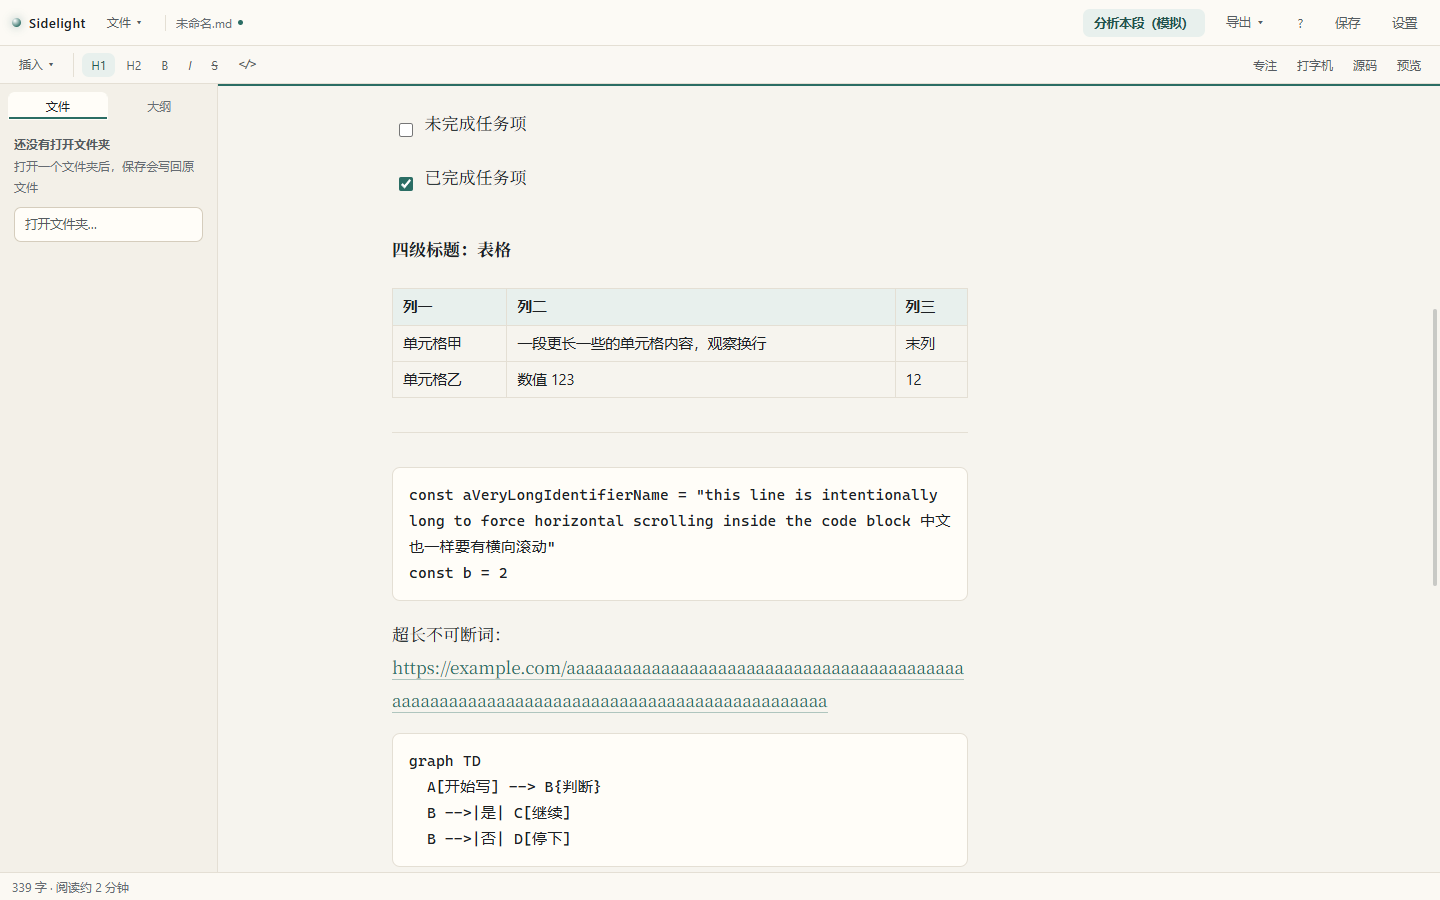 Sidelight 文件 ▾ 未命名.md ● 分析本段（模拟） 导出 ▾ ? 保存 设置
插入 ▾ H1 H2 B I S </> 专注 打字机 源码 预览
文件 大纲
还没有打开文件夹
打开一个文件夹后，保存会写回原
文件
打开文件夹...
未完成任务项
已完成任务项
四级标题：表格
列一 列二 列三
单元格甲 一段更长一些的单元格内容，观察换行 末列
单元格乙 数值 123 12
const aVeryLongIdentifierName = "this line is intentionally
long to force horizontal scrolling inside the code block 中文
也一样要有横向滚动"
const b = 2
超长不可断词：
https://example.com/aaaaaaaaaaaaaaaaaaaaaaaaaaaaaaaaaaaaaaaaaa
aaaaaaaaaaaaaaaaaaaaaaaaaaaaaaaaaaaaaaaaaaaaaa
graph TD
A[开始写] --> B{判断}
B -->|是| C[继续]
B -->|否| D[停下]
339 字 · 阅读约 2 分钟